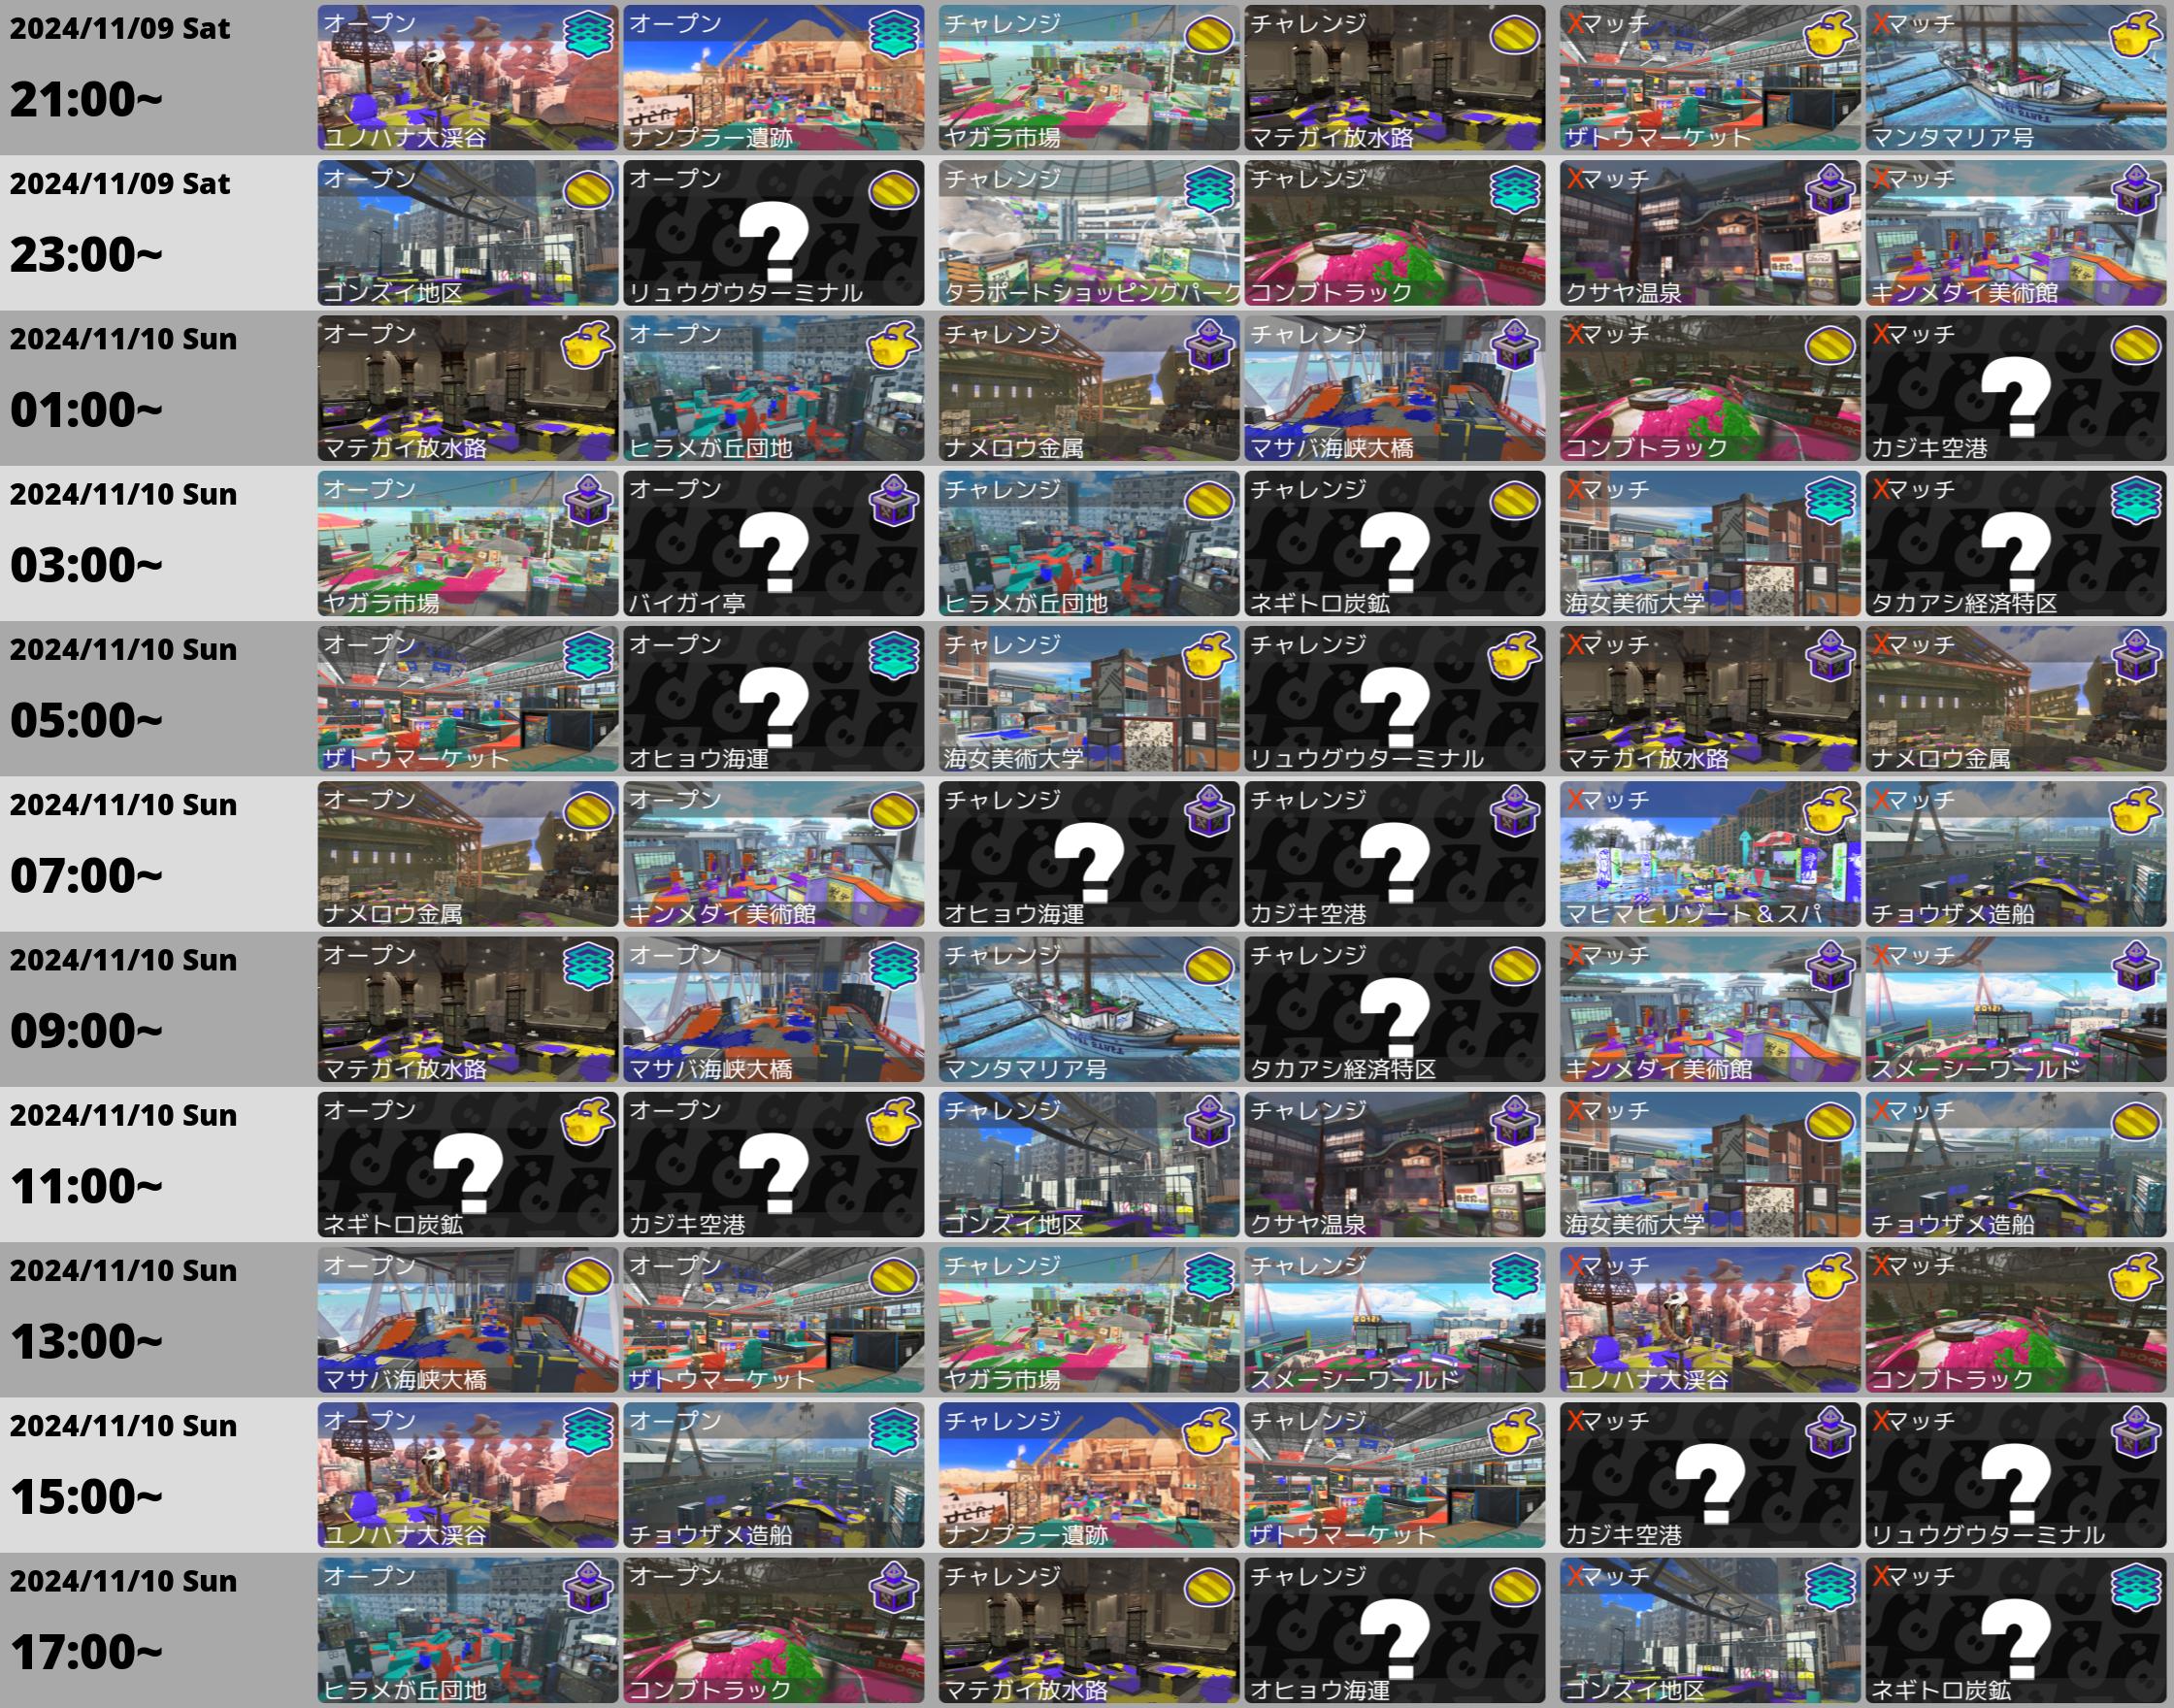 2024/11/09 Sat
21:00~
オープン
ユノハナ大渓谷
オープン
ナンプラー遺跡
チャレンジ
ヤガラ市場
チャレンジ
マテガイ放水路
Xマッチ
ザトウマーケット
Xマッチ
マンタマリア号
2024/11/09 Sat
23:00~
オープン
ゴンズイ地区
オープン
?
リュウグウターミナル
チャレンジ
タラポートショッピングパーク
チャレンジ
コンブトラック
Xマッチ
クサヤ温泉
Xマッチ
キンメダイ美術館
2024/11/10 Sun
01:00~
オープン
マテガイ放水路
オープン
ヒラメが丘団地
チャレンジ
ナメロウ金属
チャレンジ
マサバ海峡大橋
Xマッチ
コンブトラック
Xマッチ
?
カジキ空港
2024/11/10 Sun
03:00~
オープン
ヤガラ市場
オープン
?
バイガイ亭
チャレンジ
ヒラメが丘団地
チャレンジ
?
ネギトロ炭鉱
Xマッチ
海女美術大学
Xマッチ
?
タカアシ経済特区
2024/11/10 Sun
05:00~
オープン
ザトウマーケット
オープン
?
オヒョウ海運
チャレンジ
海女美術大学
チャレンジ
?
リュウグウターミナル
Xマッチ
マテガイ放水路
Xマッチ
ナメロウ金属
2024/11/10 Sun
07:00~
オープン
ナメロウ金属
オープン
キンメダイ美術館
チャレンジ
?
オヒョウ海運
チャレンジ
?
カジキ空港
Xマッチ
マヒマヒリゾート&スパ
Xマッチ
チョウザメ造船
2024/11/10 Sun
09:00~
オープン
マテガイ放水路
オープン
マサバ海峡大橋
チャレンジ
マンタマリア号
チャレンジ
?
タカアシ経済特区
Xマッチ
キンメダイ美術館
Xマッチ
スメーシーワールド
2024/11/10 Sun
11:00~
オープン
?
ネギトロ炭鉱
オープン
?
カジキ空港
チャレンジ
ゴンズイ地区
チャレンジ
クサヤ温泉
Xマッチ
海女美術大学
Xマッチ
チョウザメ造船
2024/11/10 Sun
13:00~
オープン
マサバ海峡大橋
オープン
ザトウマーケット
チャレンジ
ヤガラ市場
チャレンジ
スメーシーワールド
Xマッチ
ユノハナ大渓谷
Xマッチ
コンブトラック
2024/11/10 Sun
15:00~
オープン
ユノハナ大渓谷
オープン
チョウザメ造船
チャレンジ
ナンプラー遺跡
チャレンジ
ザトウマーケット
Xマッチ
?
カジキ空港
Xマッチ
?
リュウグウターミナル
2024/11/10 Sun
17:00~
オープン
ヒラメが丘団地
オープン
コンブトラック
チャレンジ
マテガイ放水路
チャレンジ
?
オヒョウ海運
Xマッチ
ゴンズイ地区
Xマッチ
?
ネギトロ炭鉱